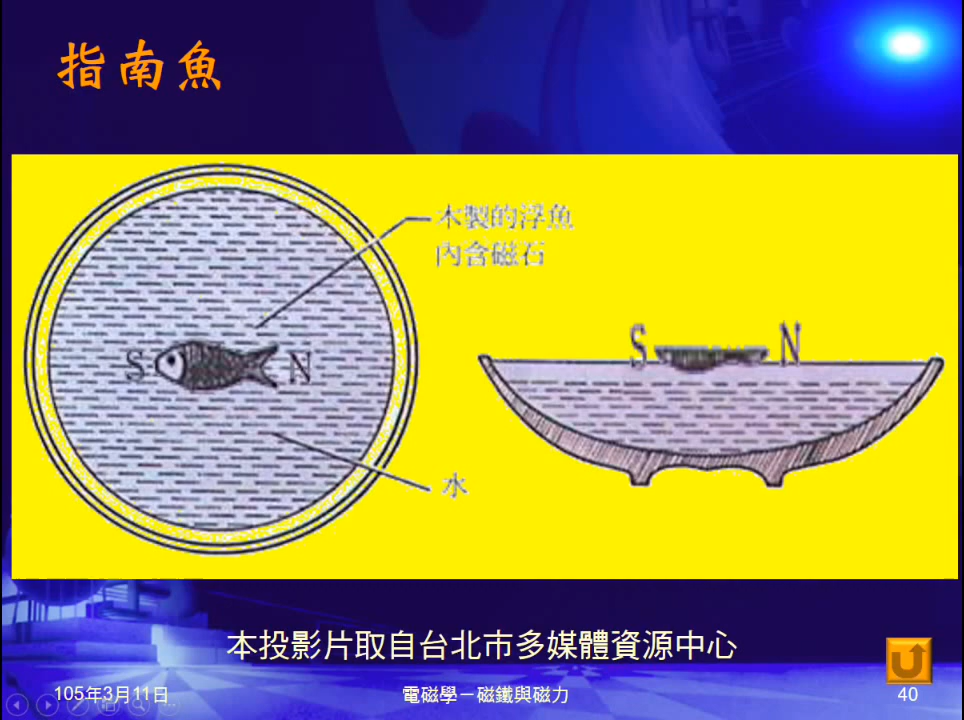 指南魚
木製的浮魚
內含磁石
S
N
S
N
水
本投影片取自台北市多媒體資源中心
105年3月11日
電磁學－磁鐵與磁力
40